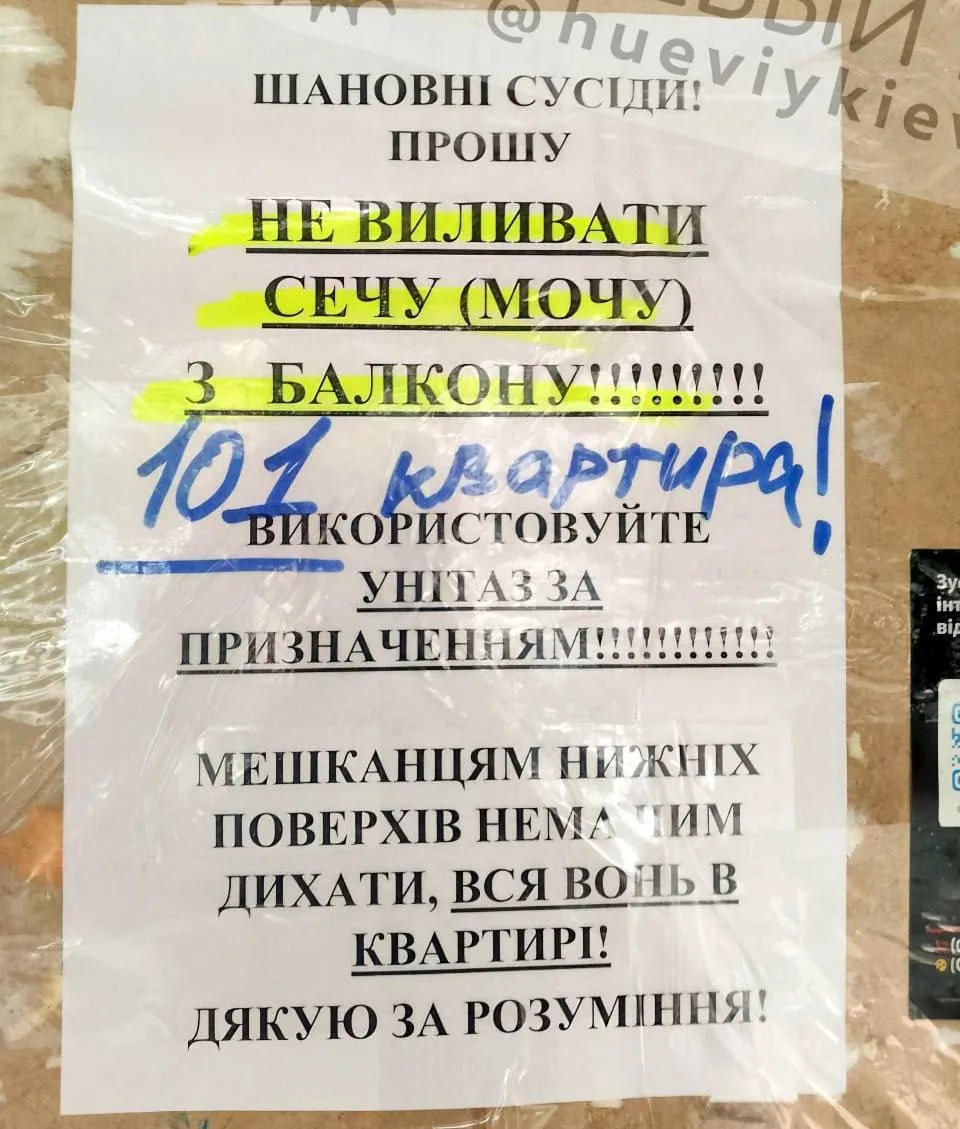 @hueviykiev
ШАНОВНІ СУСІДИ!
ПРОШУ
НЕ ВИЛИВАТИ
СЕЧУ (МОЧУ)
З БАЛКОНУ!!!!!!!!!
101 квартира!
ВИКОРИСТОВУЙТЕ
УНІТАЗ ЗА
ПРИЗНАЧЕННЯМ!!!!!!!!!!!!
МЕШКАНЦЯМ НИЖНІХ
ПОВЕРХІВ НЕМА ЧИМ
ДИХАТИ, ВСЯ ВОНЬ В
КВАРТИРІ!
ДЯКУЮ ЗА РОЗУМІННЯ!